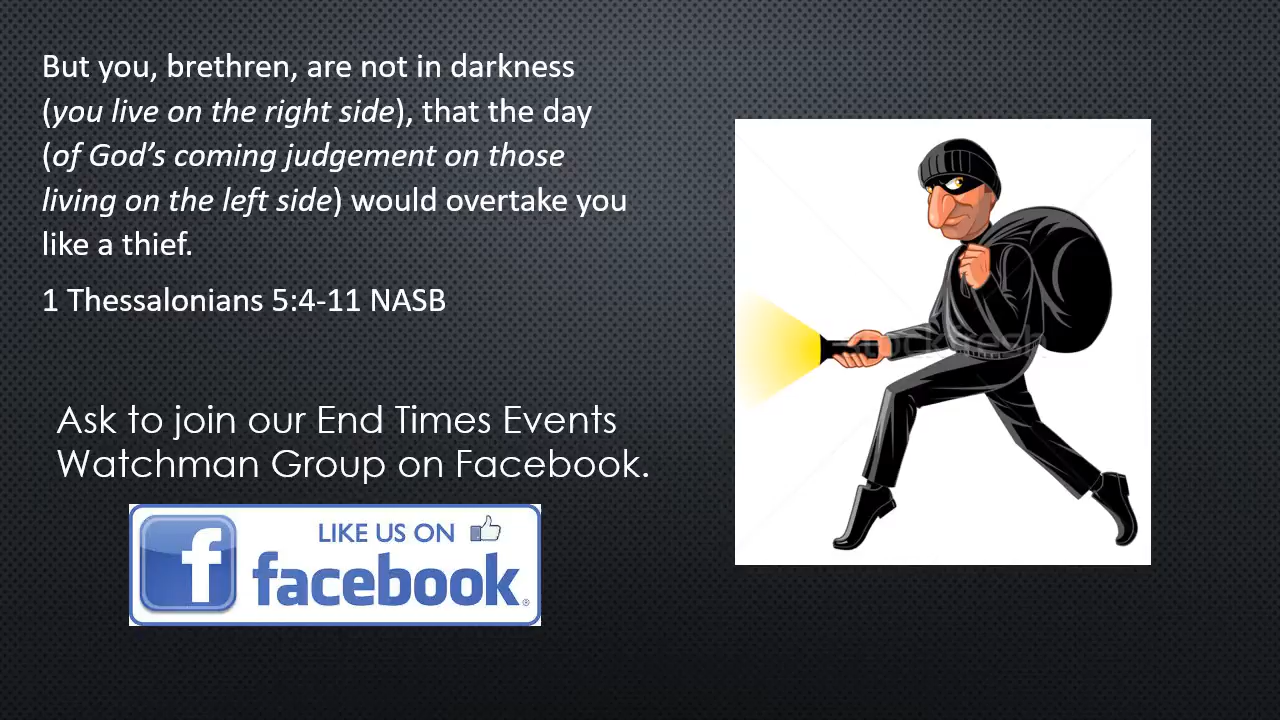 But you, brethren, are not in darkness
(you live on the right side), that the day
(of God’s coming judgement on those
living on the left side) would overtake you
like a thief.
1 Thessalonians 5:4-11 NASB
Ask to join our End Times Events
Watchman Group on Facebook.
LIKE US ON
f
facebook®
stockfresh